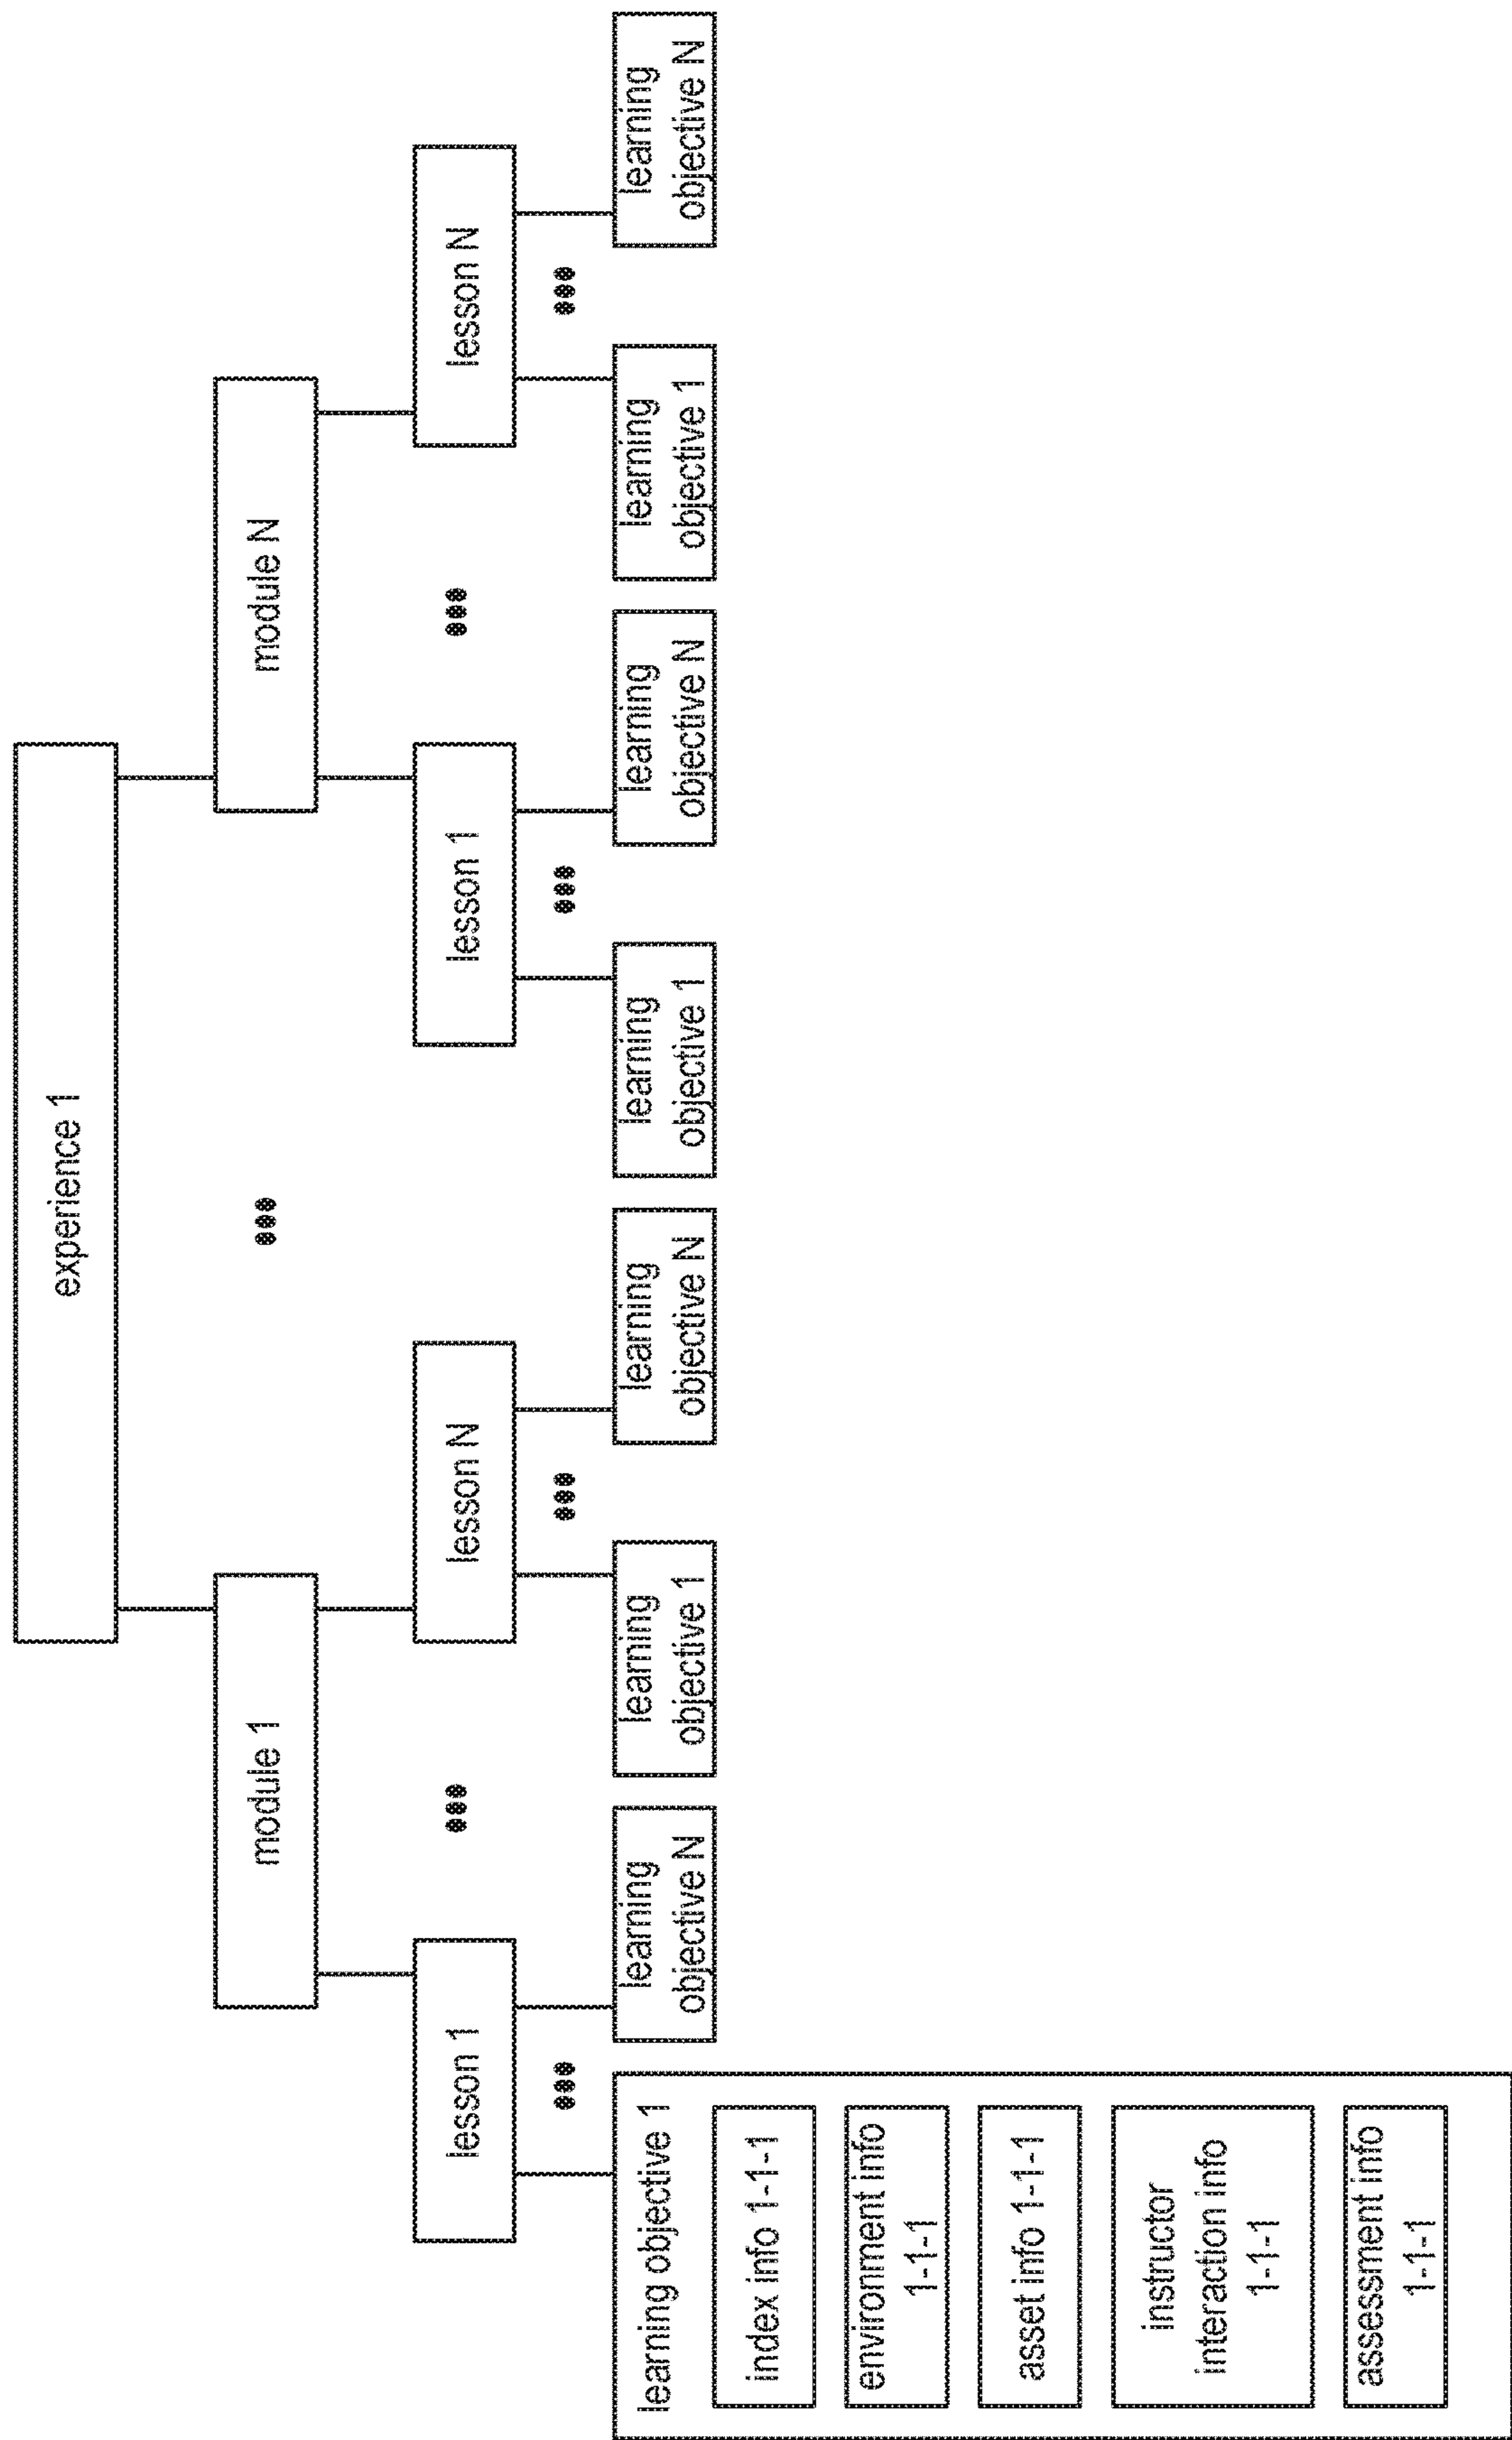 experience 1
module 1
module N
lesson 1
lesson N
lesson 1
lesson N
learning objective 1
index info 1-1-1
environment info
1-1-1
asset info 1-1-1
instructor
interaction info
1-1-1
assessment info
1-1-1
learning
objective N
learning
objective 1
learning
objective N
learning
objective 1
learning
objective N
learning
objective 1
learning
objective N